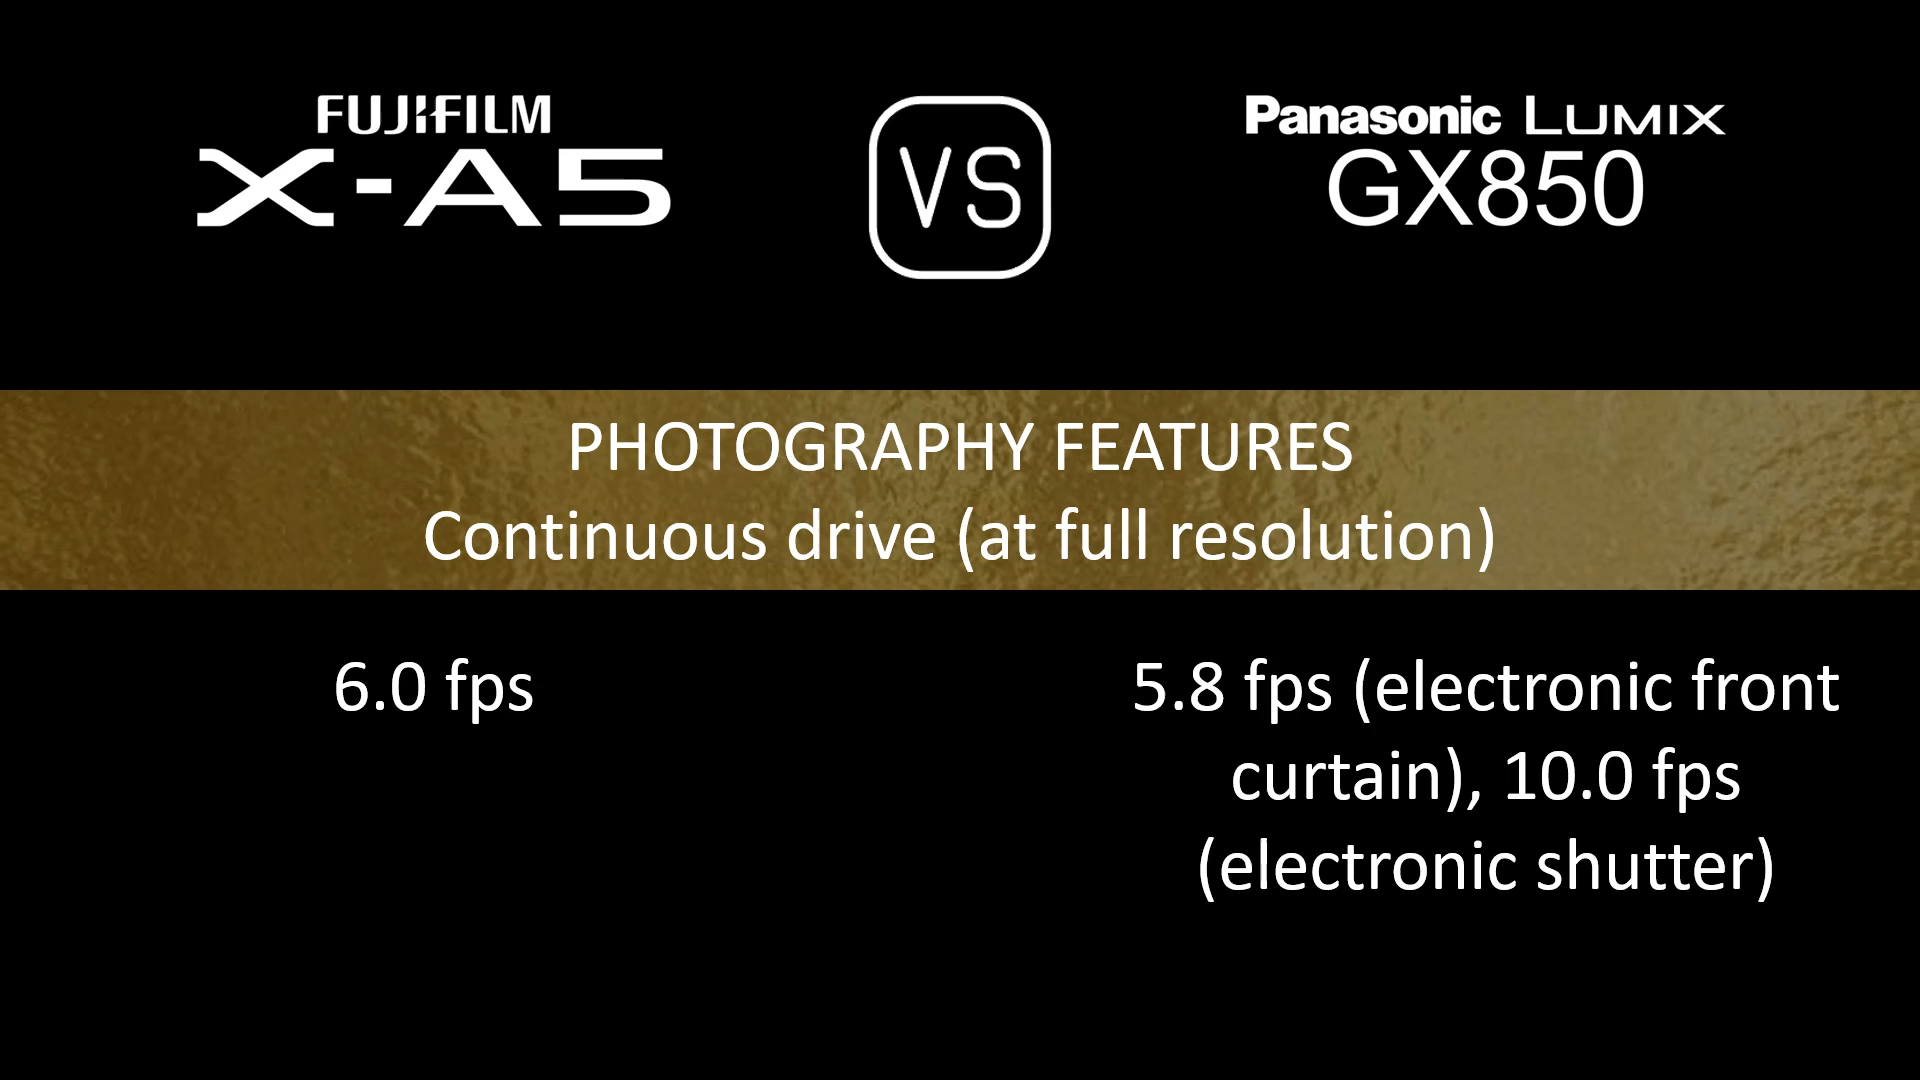 FUJIFILM
X-A5
VS
Panasonic LUMIX
GX850
PHOTOGRAPHY FEATURES
Continuous drive (at full resolution)
6.0 fps
5.8 fps (electronic front
curtain), 10.0 fps
(electronic shutter)